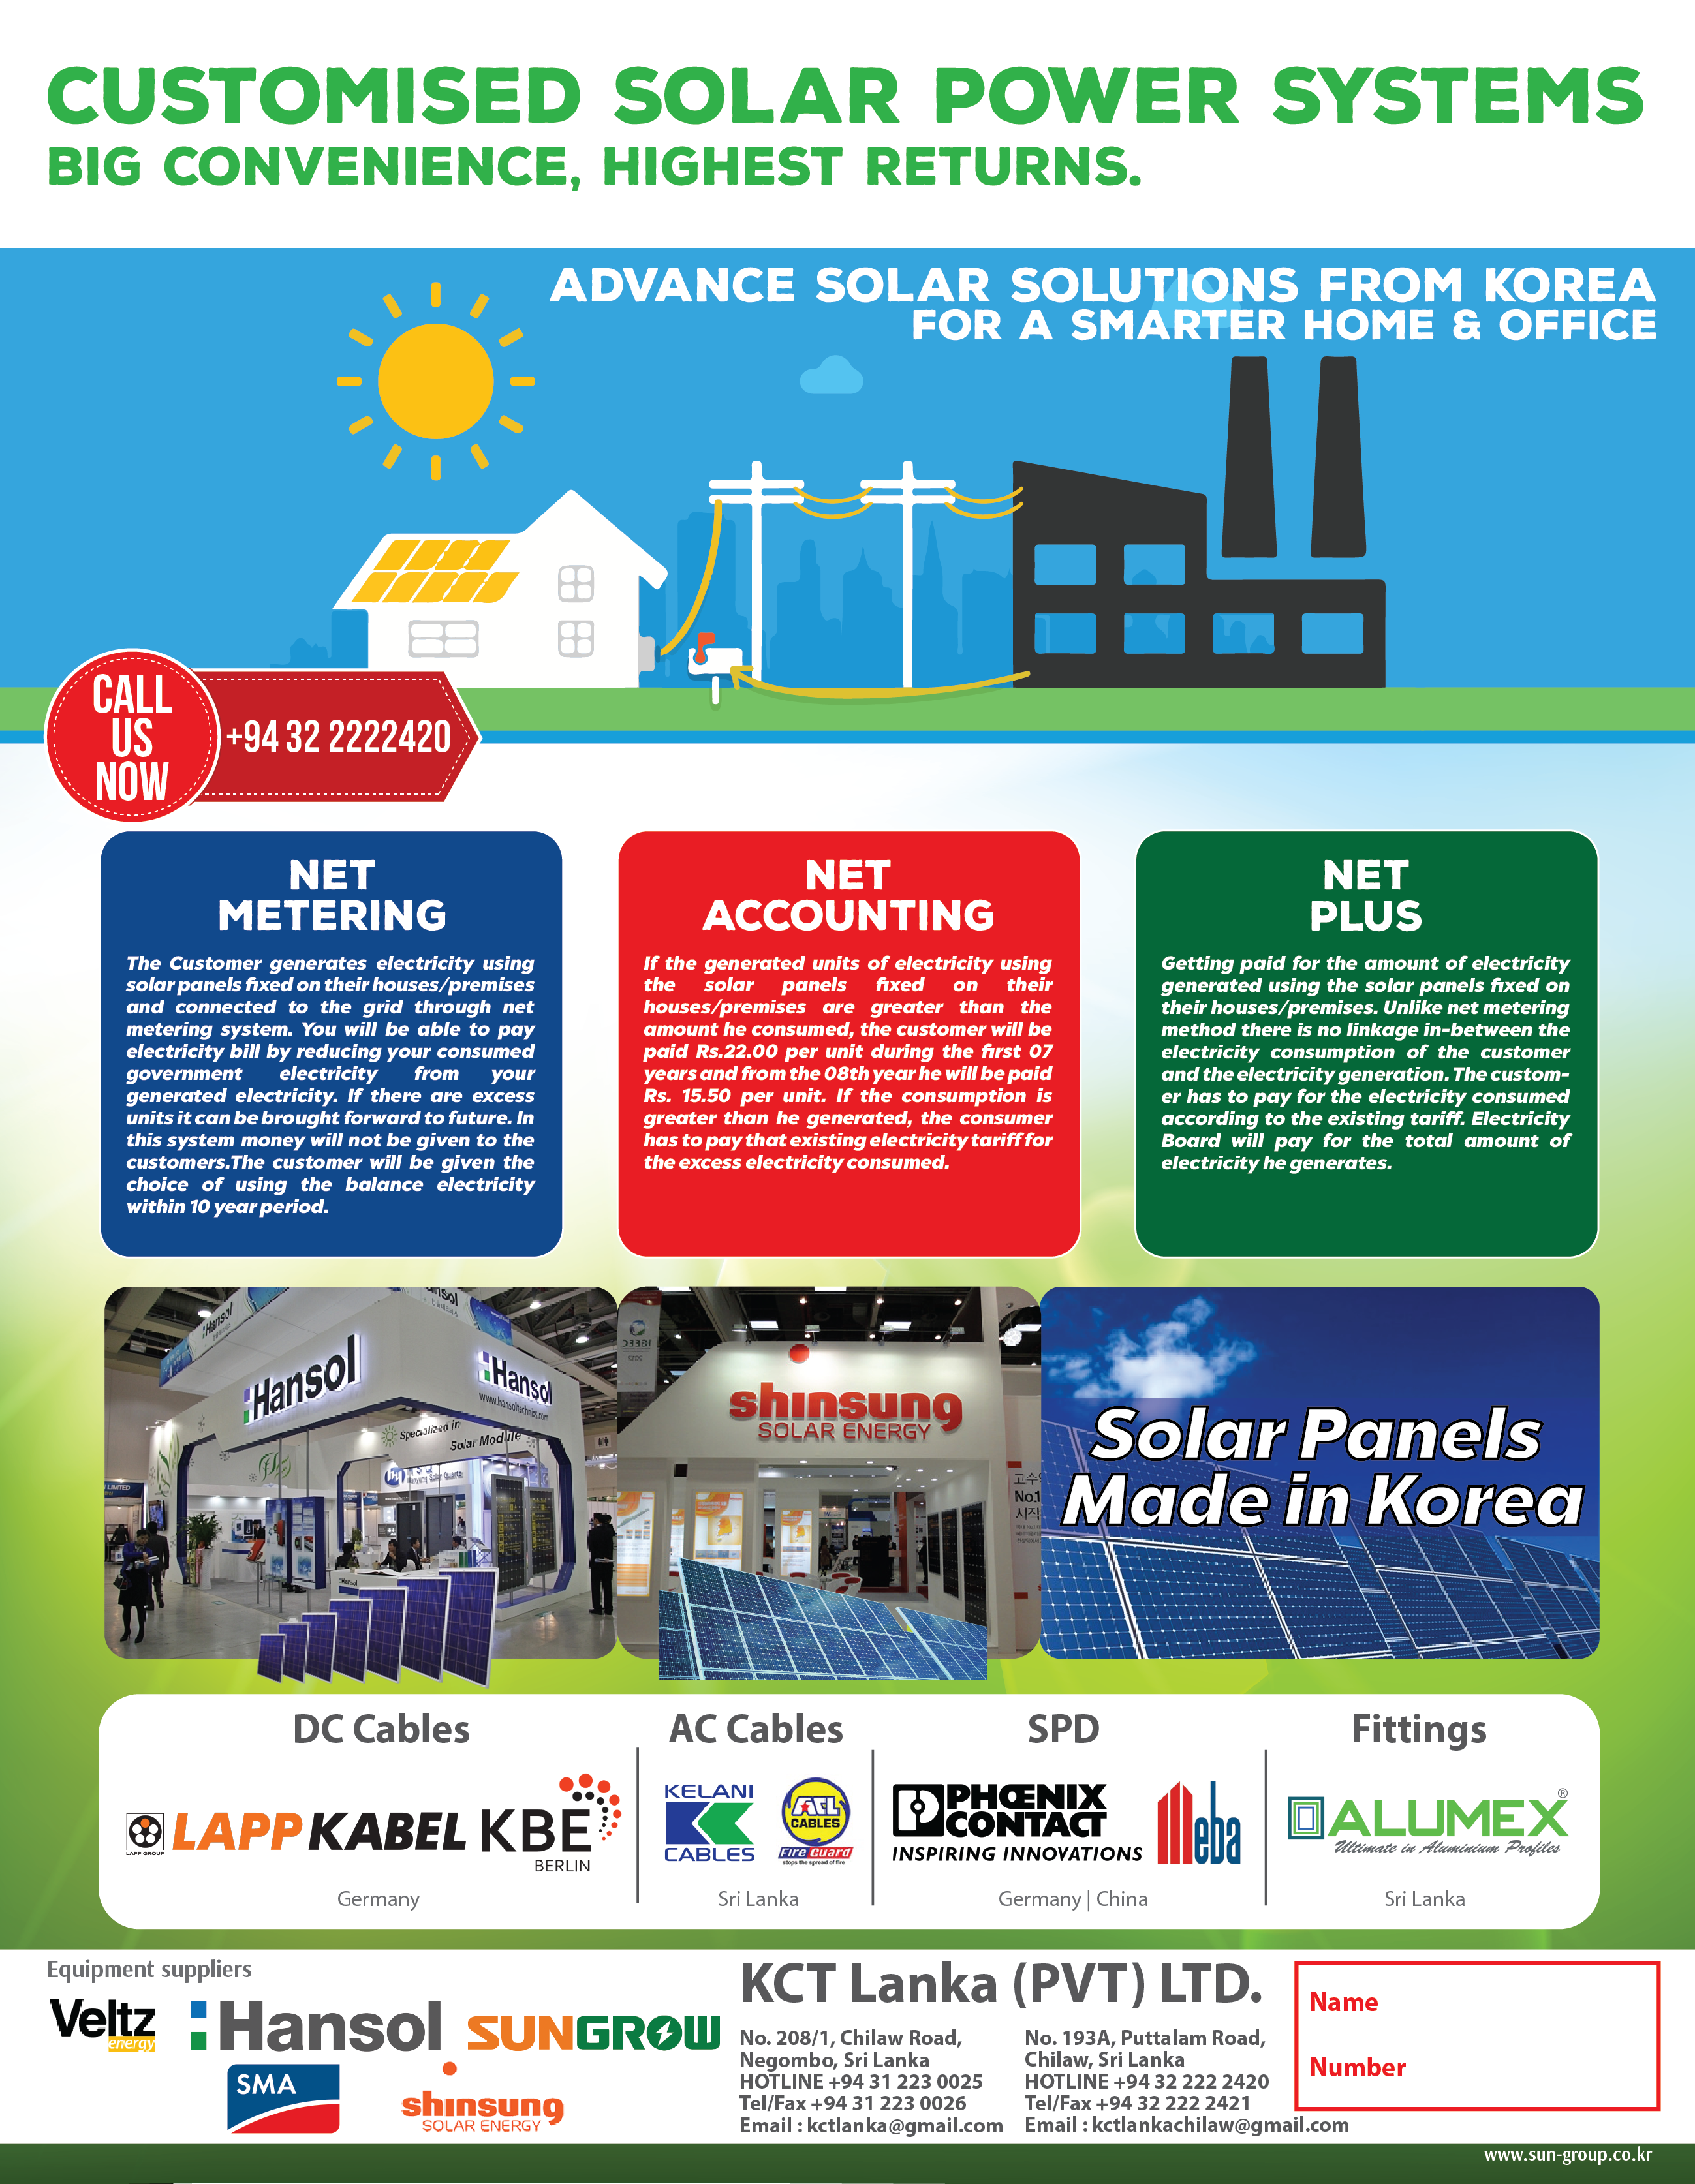 CUSTOMISED SOLAR POWER SYSTEMS
BIG CONVENIENCE, HIGHEST RETURNS.
ADVANCE SOLAR SOLUTIONS FROM KOREA
FOR A SMARTER HOME & OFFICE
CALL
US
NOW
+94 32 2222420
NET
METERING
The Customer generates electricity using
solar panels fixed on their houses/premises
and connected to the grid through net
metering system. You will be able to pay
electricity bill by reducing your consumed
government electricity from your
generated electricity. If there are excess
units it can be brought forward to future. In
this system money will not be given to the
customers.The customer will be given the
choice of using the balance electricity
within 10 year period.
NET
ACCOUNTING
If the generated units of electricity using
the solar panels fixed on their
houses/premises are greater than the
amount he consumed, the customer will be
paid Rs.22.00 per unit during the first 07
years and from the 08th year he will be paid
Rs. 15.50 per unit. If the consumption is
greater than he generated, the consumer
has to pay that existing electricity tariff for
the excess electricity consumed.
NET
PLUS
Getting paid for the amount of electricity
generated using the solar panels fixed on
their houses/premises. Unlike net metering
method there is no linkage in-between the
electricity consumption of the customer
and the electricity generation. The custom-
er has to pay for the electricity consumed
according to the existing tariff. Electricity
Board will pay for the total amount of
electricity he generates.
Hansol
Hansol
Hansol
www.hansoltechnics.com
Specialized in
Solar Module
Hansol
shinsung
SOLAR ENERGY
No.1
Solar Panels
Made in Korea
DC Cables
LAPP GROUP
LAPP KABEL
KBE
BERLIN
Germany
AC Cables
KELANI
CABLES
ACL
CABLES
Fire Guard
stops the spread of fire
Sri Lanka
SPD
PHŒNIX
CONTACT
INSPIRING INNOVATIONS
Meba
Germany | China
Fittings
ALUMEX®
Ultimate in Aluminium Profiles
Sri Lanka
Equipment suppliers
Veltz
energy
Hansol
SUNGROW
SMA
shinsung
SOLAR ENERGY
KCT Lanka (PVT) LTD.
No. 208/1, Chilaw Road,
Negombo, Sri Lanka
HOTLINE +94 31 223 0025
Tel/Fax +94 31 223 0026
Email : kctlanka@gmail.com
No. 193A, Puttalam Road,
Chilaw, Sri Lanka
HOTLINE +94 32 222 2420
Tel/Fax +94 32 222 2421
Email : kctlankachilaw@gmail.com
Name
Number
www.sun-group.co.kr